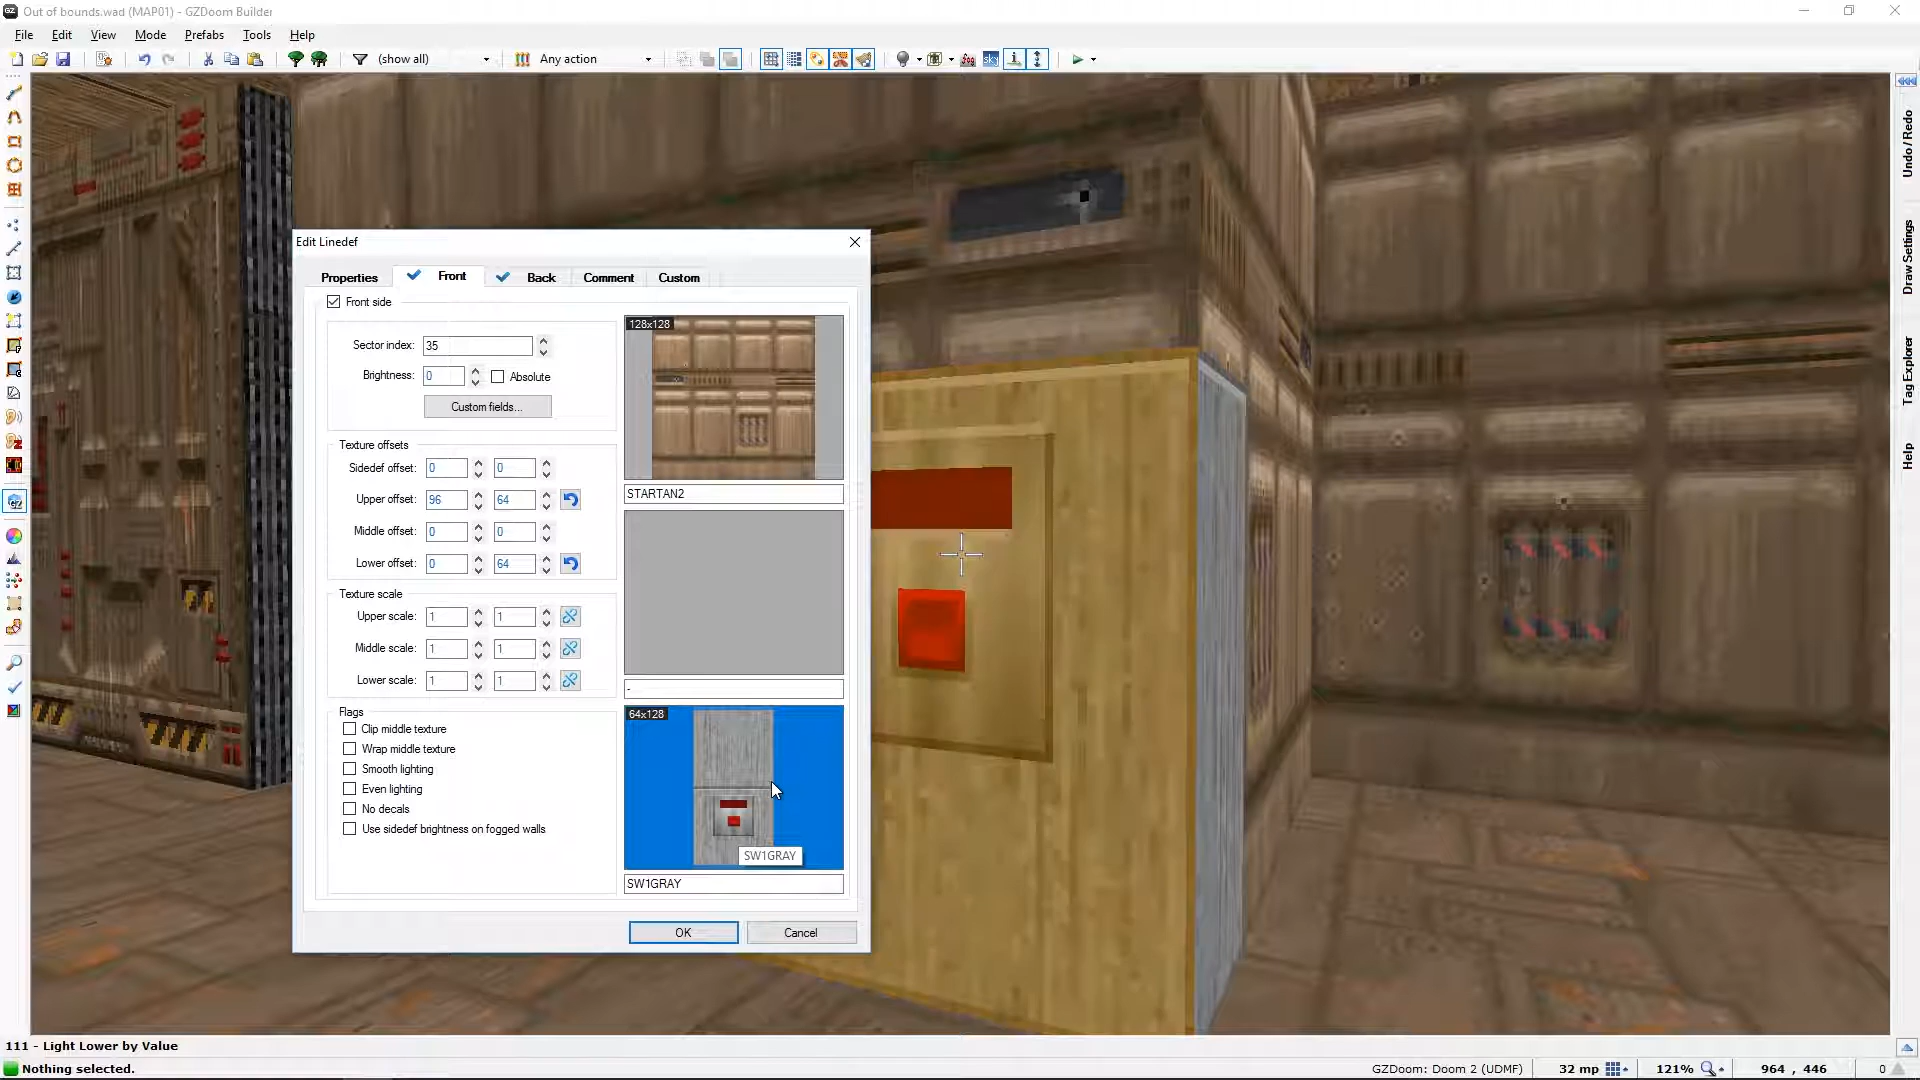 Out of bounds.wad (MAP01) - GZDoom Builder
File Edit View Mode Prefabs Tools Help
(show all) Any action
Undo / Redo
Draw Settings
Tag Explorer
Help
Edit Linedef
Properties Front Back Comment Custom
Front side
Sector index: 35
Brightness: 0 Absolute
Custom fields...
Texture offsets
Sidedef offset: 0 0
Upper offset: 96 64
Middle offset: 0 0
Lower offset: 0 64
Texture scale
Upper scale: 1 1
Middle scale: 1 1
Lower scale: 1 1
Flags
Clip middle texture
Wrap middle texture
Smooth lighting
Even lighting
No decals
Use sidedef brightness on fogged walls
128x128
STARTAN2
-
64x128
SW1GRAY
SW1GRAY
OK Cancel
111 - Light Lower by Value
Nothing selected. GZDoom: Doom 2 (UDMF) 32 mp 121% 964 , 446 0